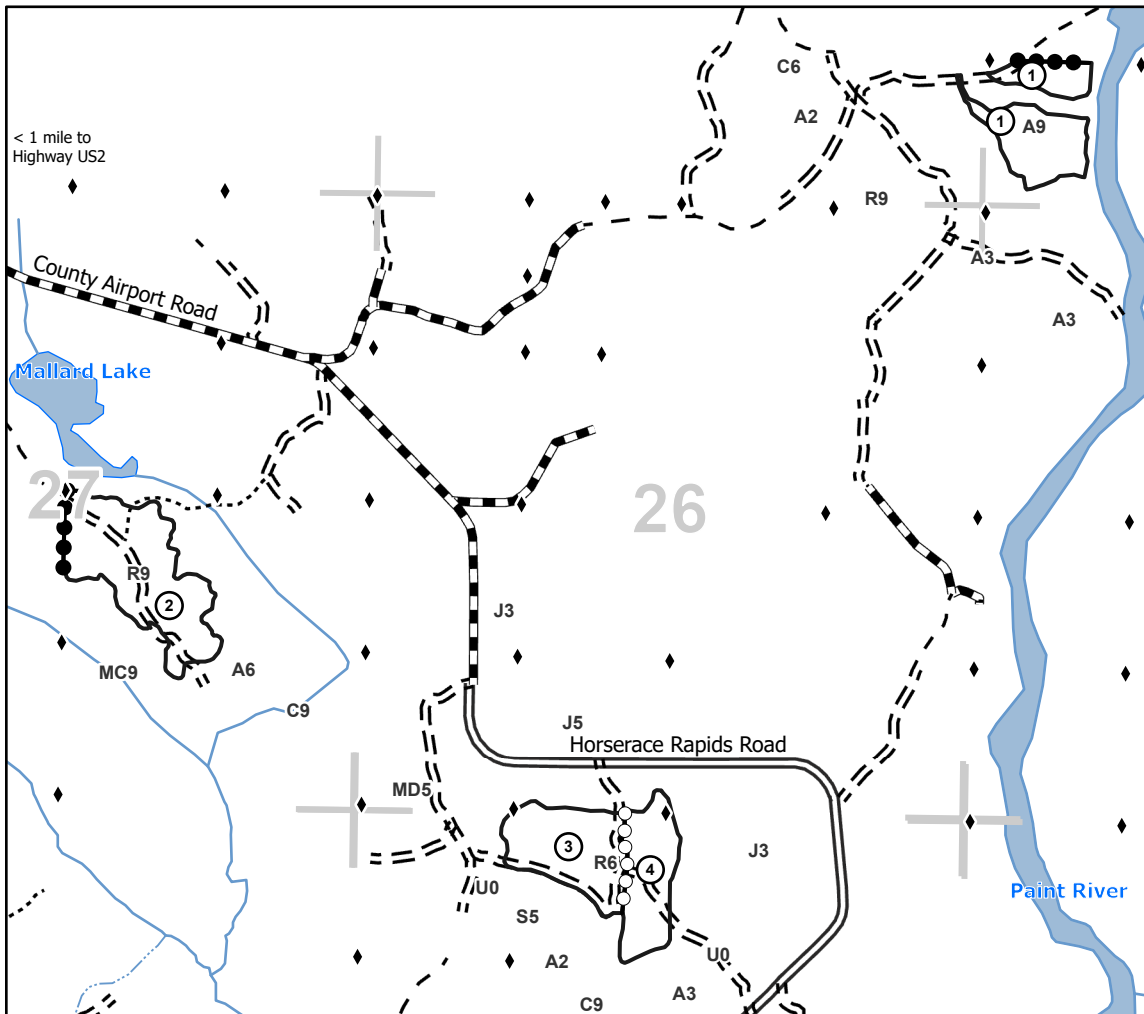 C6
1
A2
1
A9
< 1 mile to
Highway US2
R9
A3
County Airport Road
A3
Mallard Lake
27
26
R9
2
J3
MC9
A6
C9
J5
Horserace Rapids Road
MD5
3
R6
4
J3
U0
Paint River
S5
A2
U0
A3
C9